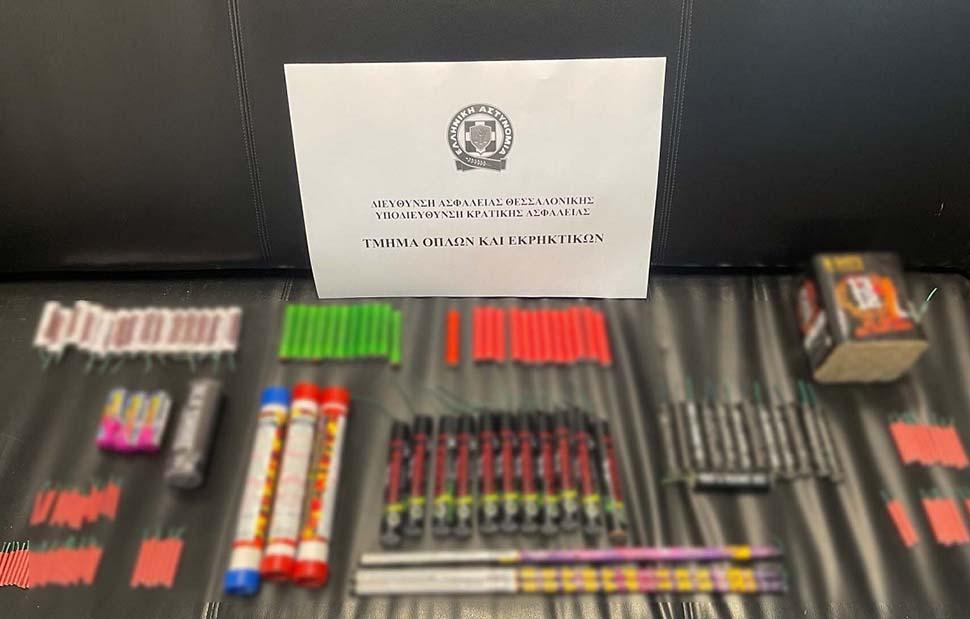 ΕΛΛΗΝΙΚΗ ΑΣΤΥΝΟΜΙΑ
ΔΙΕΥΘΥΝΣΗ ΑΣΦΑΛΕΙΑΣ ΘΕΣΣΑΛΟΝΙΚΗΣ
ΥΠΟΔΙΕΥΘΥΝΣΗ ΚΡΑΤΙΚΗΣ ΑΣΦΑΛΕΙΑΣ
ΤΜΗΜΑ ΟΠΛΩΝ ΚΑΙ ΕΚΡΗΚΤΙΚΩΝ